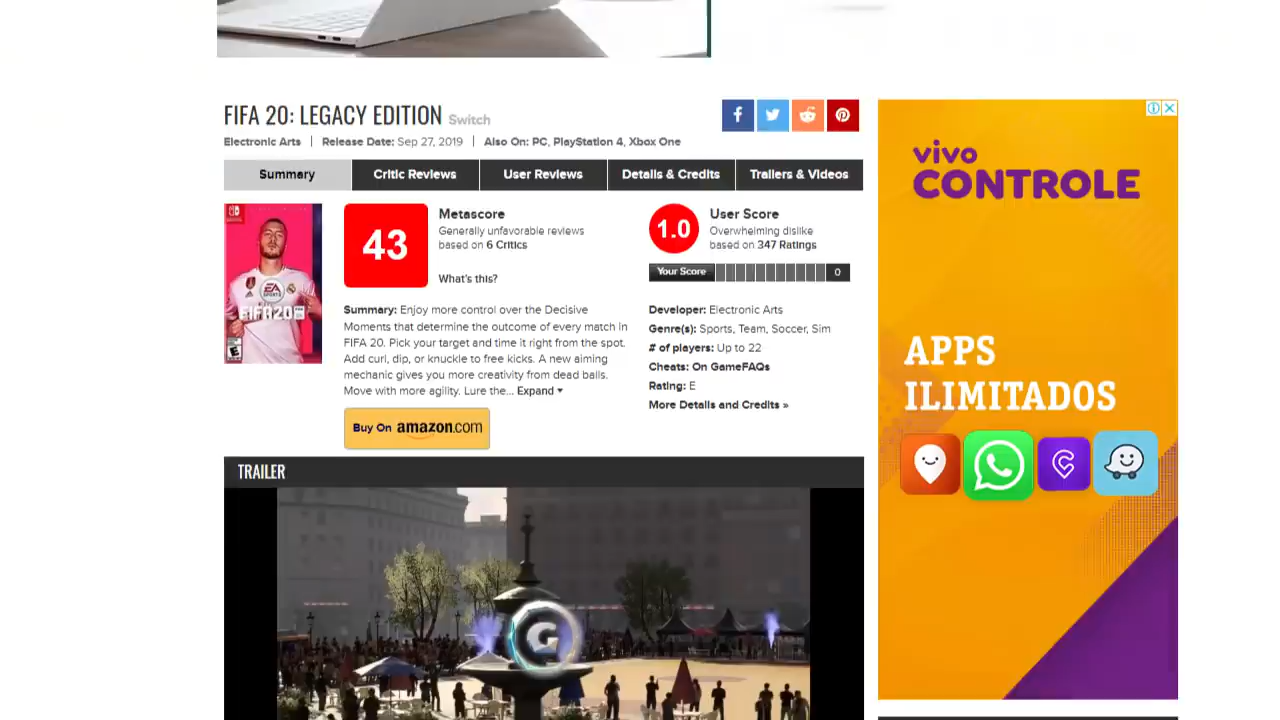 FIFA 20: LEGACY EDITION Switch
Electronic Arts | Release Date: Sep 27, 2019 | Also On: PC, PlayStation 4, Xbox One
Summary Critic Reviews User Reviews Details & Credits Trailers & Videos
43
Metascore
Generally unfavorable reviews
based on 6 Critics
What's this?
1.0
User Score
Overwhelming dislike
based on 347 Ratings
Your Score 0
EA
SPORTS
FIFA20
E
Summary: Enjoy more control over the Decisive
Moments that determine the outcome of every match in
FIFA 20. Pick your target and time it right from the spot.
Add curl, dip, or knuckle to free kicks. A new aiming
mechanic gives you more creativity from dead balls.
Move with more agility. Lure the... Expand
Buy On amazon.com
Developer: Electronic Arts
Genre(s): Sports, Team, Soccer, Sim
# of players: Up to 22
Cheats: On GameFAQs
Rating: E
More Details and Credits »
TRAILER
G
vivo
CONTROLE
APPS
ILIMITADOS